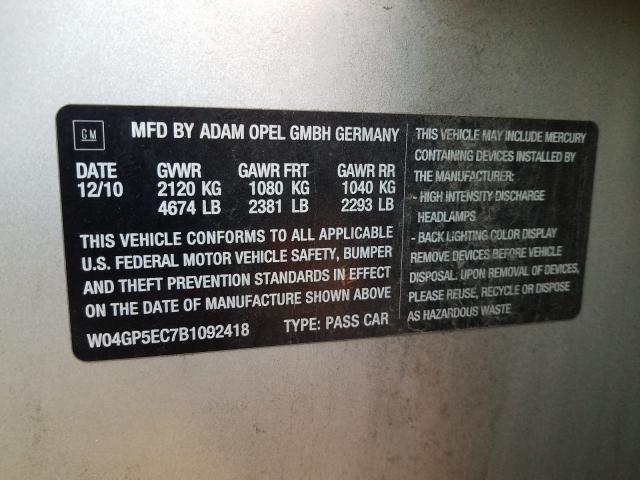 GM
MFD BY ADAM OPEL GMBH GERMANY
DATE GVWR GAWR FRT GAWR RR
12/10 2120 KG 1080 KG 1040 KG
4674 LB 2381 LB 2293 LB
THIS VEHICLE CONFORMS TO ALL APPLICABLE
U.S. FEDERAL MOTOR VEHICLE SAFETY, BUMPER
AND THEFT PREVENTION STANDARDS IN EFFECT
ON THE DATE OF MANUFACTURE SHOWN ABOVE
W04GP5EC7B1092418 TYPE: PASS CAR
THIS VEHICLE MAY INCLUDE MERCURY
CONTAINING DEVICES INSTALLED BY
THE MANUFACTURER:
- HIGH INTENSITY DISCHARGE
HEADLAMPS
- BACK LIGHTING COLOR DISPLAY
REMOVE DEVICES BEFORE VEHICLE
DISPOSAL: UPON REMOVAL OF DEVICES,
PLEASE REUSE, RECYCLE OR DISPOSE
AS HAZARDOUS WASTE